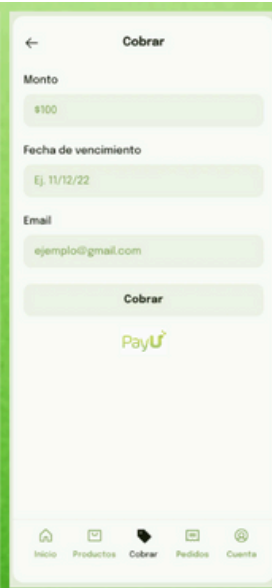 Cobrar
Monto
$100
Fecha de vencimiento
Ej. 11/12/22
Email
ejemplo@gmail.com
Cobrar
PayU
Inicio Productos Cobrar Pedidos Cuenta